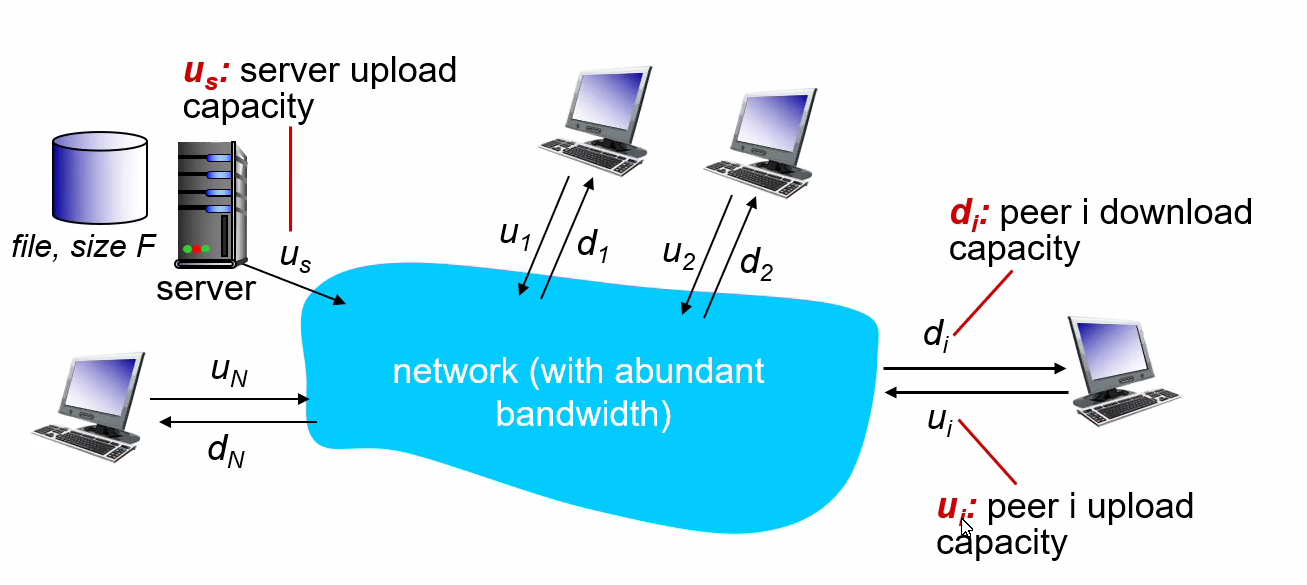 u_s: server upload
capacity
file, size F
server
u_s
u_1
d_1
u_2
d_2
d_i: peer i download
capacity
d_i
u_i
u_N
d_N
network (with abundant
bandwidth)
u_i: peer i upload
capacity